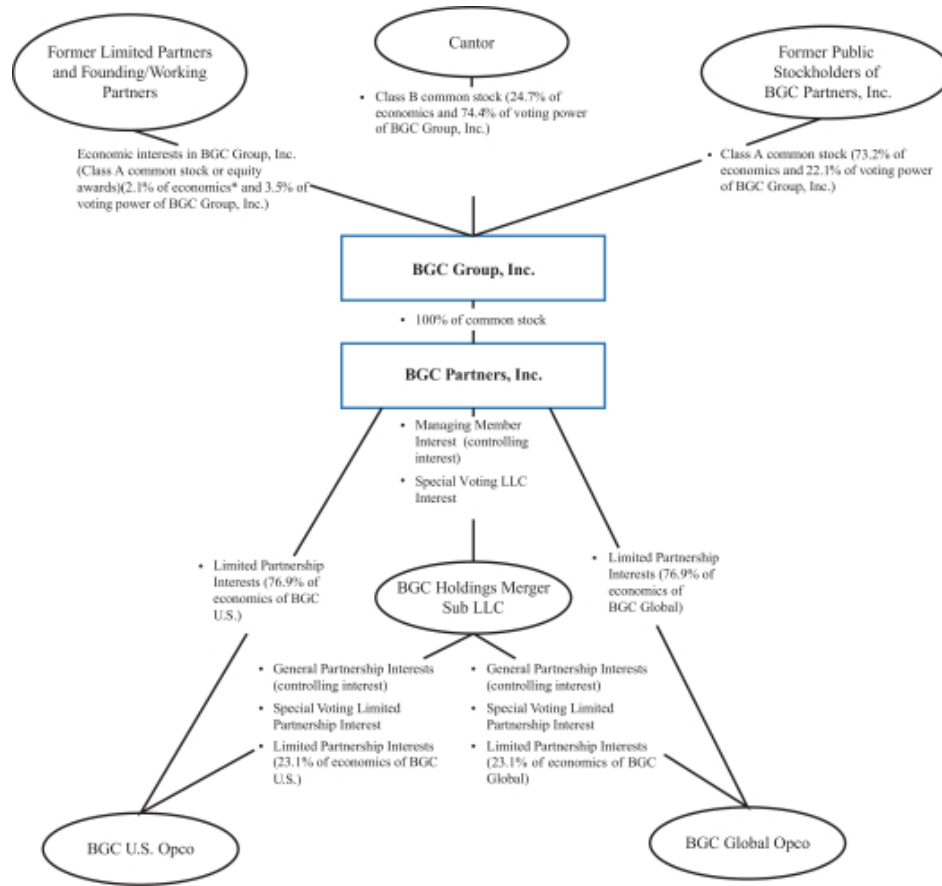 Former Limited Partners
and Founding/Working
Partners
Cantor
Former Public
Stockholders of
BGC Partners, Inc.
• Class B common stock (24.7% of
economics and 74.4% of voting power
of BGC Group, Inc.)
Economic interests in BGC Group, Inc.
(Class A common stock or equity
awards)(2.1% of economics* and 3.5% of
voting power of BGC Group, Inc.)
• Class A common stock (73.2% of
economics and 22.1% of voting power
of BGC Group, Inc.)
BGC Group, Inc.
• 100% of common stock
BGC Partners, Inc.
• Managing Member
Interest (controlling
interest)
• Special Voting LLC
Interest
• Limited Partnership
Interests (76.9% of
economics of BGC
U.S.)
BGC Holdings Merger
Sub LLC
• Limited Partnership
Interests (76.9% of
economics of
BGC Global)
• General Partnership Interests
(controlling interest)
• Special Voting Limited
Partnership Interest
• Limited Partnership Interests
(23.1% of economics of BGC
U.S.)
• General Partnership Interests
(controlling interest)
• Special Voting Limited
Partnership Interest
• Limited Partnership Interests
(23.1% of economics of BGC
Global)
BGC U.S. Opco
BGC Global Opco